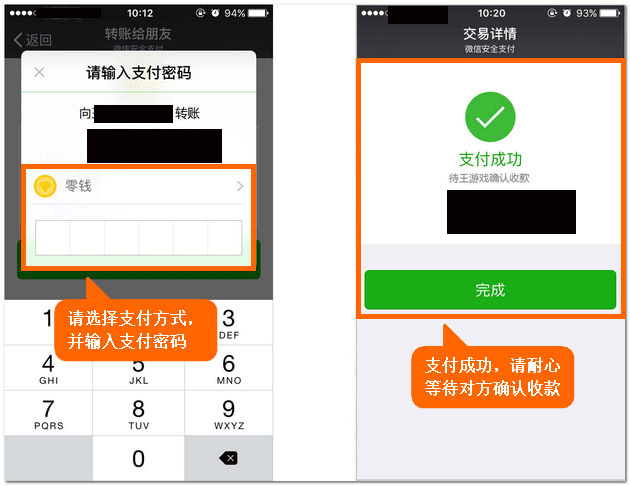 10:12
94%
返回
转账给朋友
微信安全支付
请输入支付密码
向王
转账
零钱
请选择支付方式，
并输入支付密码
1
3
DEF
4
GHI
5
JKL
6
MNO
7
PQRS
8
TUV
9
WXYZ
0
10:20
93%
交易详情
微信安全支付
支付成功
待王游戏确认收款
完成
支付成功，请耐心
等待对方确认收款